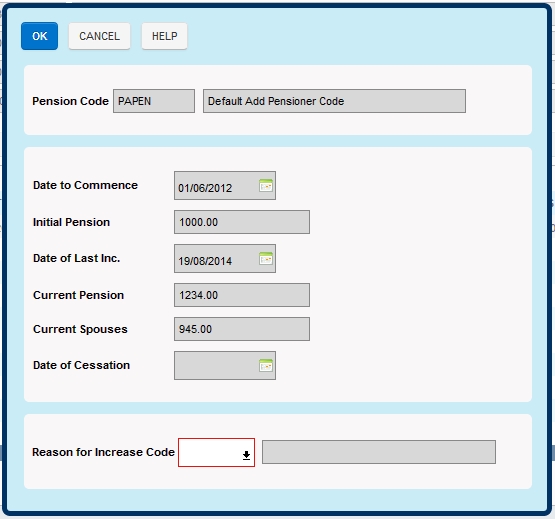 OK CANCEL HELP
Pension Code PAPEN Default Add Pensioner Code
Date to Commence 01/06/2012
Initial Pension 1000.00
Date of Last Inc. 19/08/2014
Current Pension 1234.00
Current Spouses 945.00
Date of Cessation
Reason for Increase Code